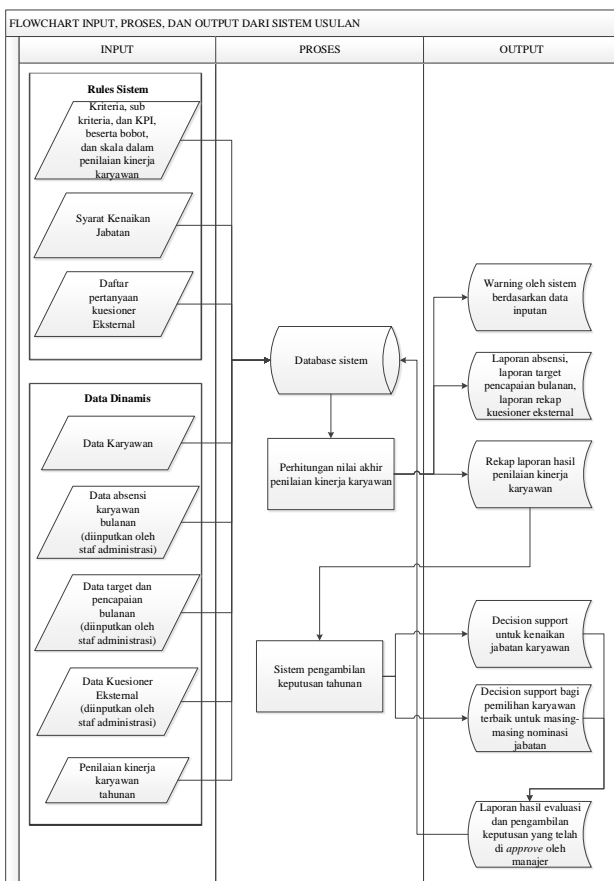 FLOWCHART INPUT, PROSES, DAN OUTPUT DARI SISTEM USULAN
INPUT
PROSES
OUTPUT
Rules Sistem
Kriteria, sub
kriteria, dan KPI,
beserta bobot,
dan skala dalam
penilaian kinerja
karyawan
Syarat Kenaikan
Jabatan
Daftar
pertanyaan
kuesioner
Eksternal
Data Dinamis
Data Karyawan
Data absensi
karyawan
bulanan
(diinputkan oleh
staf administrasi)
Data target dan
pencapaian
bulanan
(diinputkan oleh
staf administrasi)
Data Kuesioner
Eksternal
(diinputkan oleh
staf administrasi)
Penilaian kinerja
karyawan
tahunan
Database sistem
Perhitungan nilai akhir
penilaian kinerja karyawan
Sistem pengambilan
keputusan tahunan
Warning oleh sistem
berdasarkan data
inputan
Laporan absensi,
laporan target
pencapaian bulanan,
laporan rekap
kuesioner eksternal
Rekap laporan hasil
penilaian kinerja
karyawan
Decision support
untuk kenaikan
jabatan karyawan
Decision support bagi
pemilihan karyawan
terbaik untuk masing-
masing nominasi
jabatan
Laporan hasil evaluasi
dan pengambilan
keputusan yang telah
di approve oleh
manajer